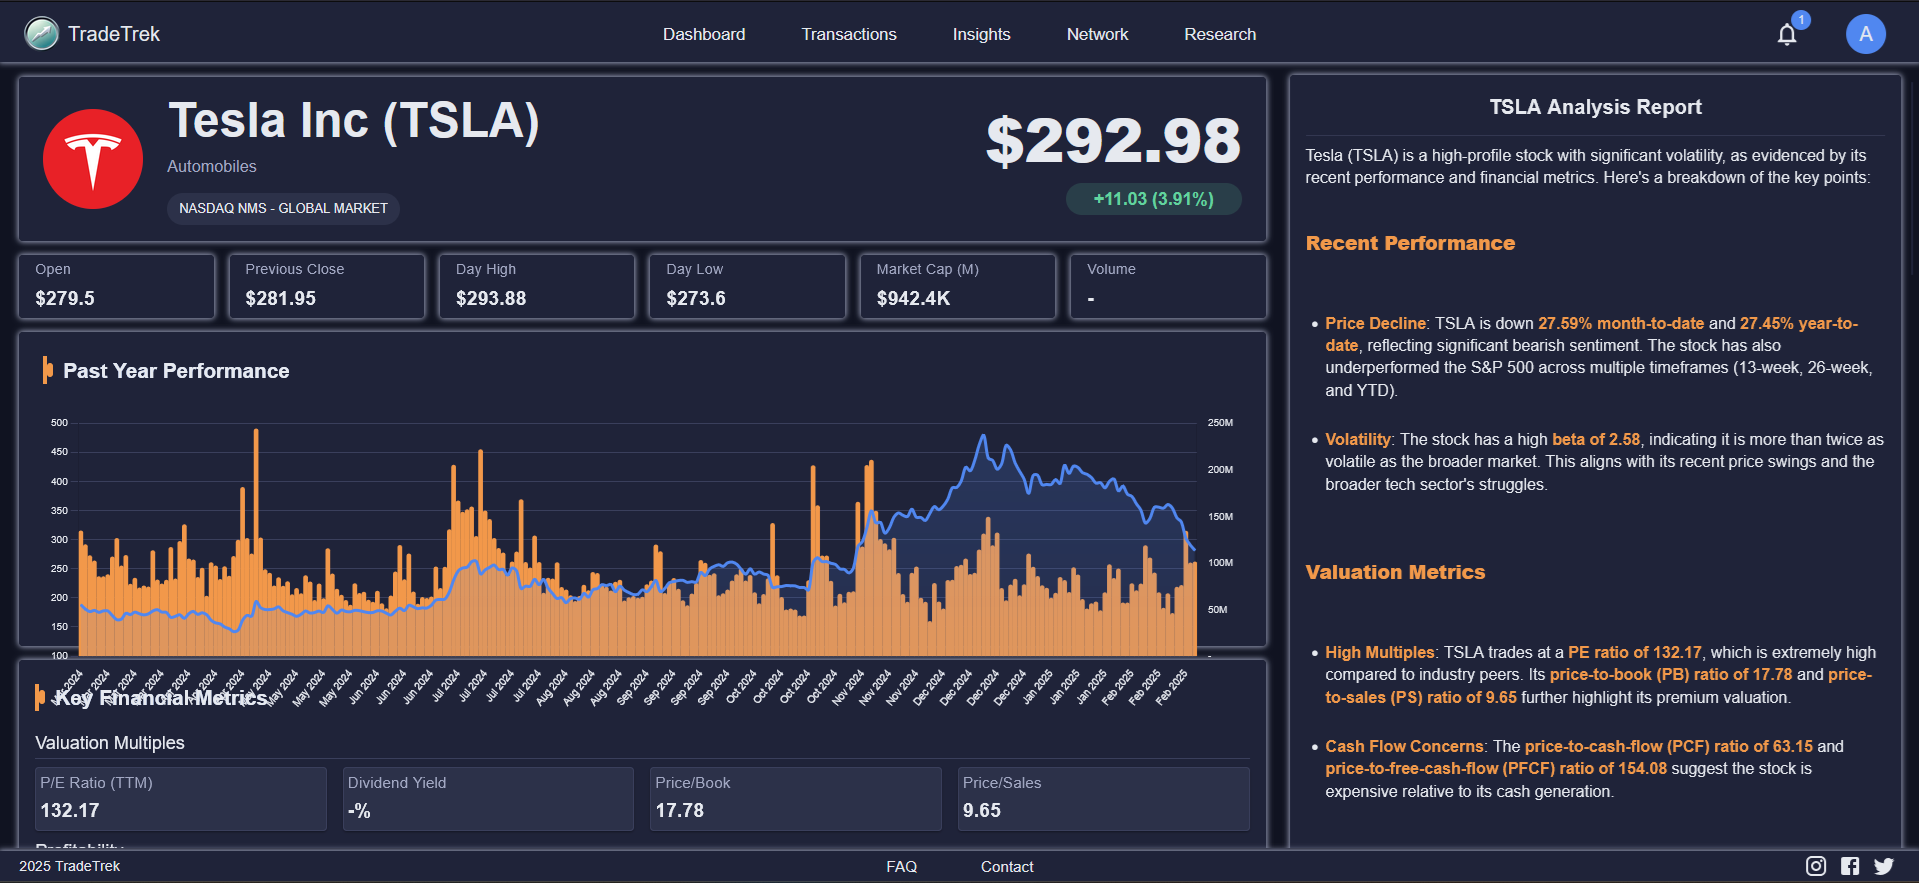 TradeTrek
Dashboard
Transactions
Insights
Network
Research
1
A
Tesla Inc (TSLA)
Automobiles
NASDAQ NMS - GLOBAL MARKET
$292.98
+11.03 (3.91%)
Open
$279.5
Previous Close
$281.95
Day High
$293.88
Day Low
$273.6
Market Cap (M)
$942.4K
Volume
-
Past Year Performance
500
450
400
350
300
250
200
150
100
250M
200M
150M
100M
50M
-
2024
Mar 2024
2024
2024
2024
2024
2024
2024
May 2024
May 2024
May 2024
Jun 2024
Jun 2024
Jun 2024
Jul 2024
Jul 2024
Jul 2024
Jul 2024
Aug 2024
Aug 2024
Aug 2024
Sep 2024
Sep 2024
Sep 2024
Sep 2024
Oct 2024
Oct 2024
Oct 2024
Oct 2024
Nov 2024
Nov 2024
Nov 2024
Dec 2024
Dec 2024
Dec 2024
Dec 2024
Jan 2025
Jan 2025
Jan 2025
Feb 2025
Feb 2025
Feb 2025
Key Financial Metrics
Valuation Multiples
P/E Ratio (TTM)
132.17
Dividend Yield
-%
Price/Book
17.78
Price/Sales
9.65
Profitability
TSLA Analysis Report
Tesla (TSLA) is a high-profile stock with significant volatility, as evidenced by its
recent performance and financial metrics. Here's a breakdown of the key points:
Recent Performance
• Price Decline: TSLA is down 27.59% month-to-date and 27.45% year-to-
date, reflecting significant bearish sentiment. The stock has also
underperformed the S&P 500 across multiple timeframes (13-week, 26-week,
and YTD).
• Volatility: The stock has a high beta of 2.58, indicating it is more than twice as
volatile as the broader market. This aligns with its recent price swings and the
broader tech sector's struggles.
Valuation Metrics
• High Multiples: TSLA trades at a PE ratio of 132.17, which is extremely high
compared to industry peers. Its price-to-book (PB) ratio of 17.78 and price-
to-sales (PS) ratio of 9.65 further highlight its premium valuation.
• Cash Flow Concerns: The price-to-cash-flow (PCF) ratio of 63.15 and
price-to-free-cash-flow (PFCF) ratio of 154.08 suggest the stock is
expensive relative to its cash generation.
2025 TradeTrek
FAQ
Contact